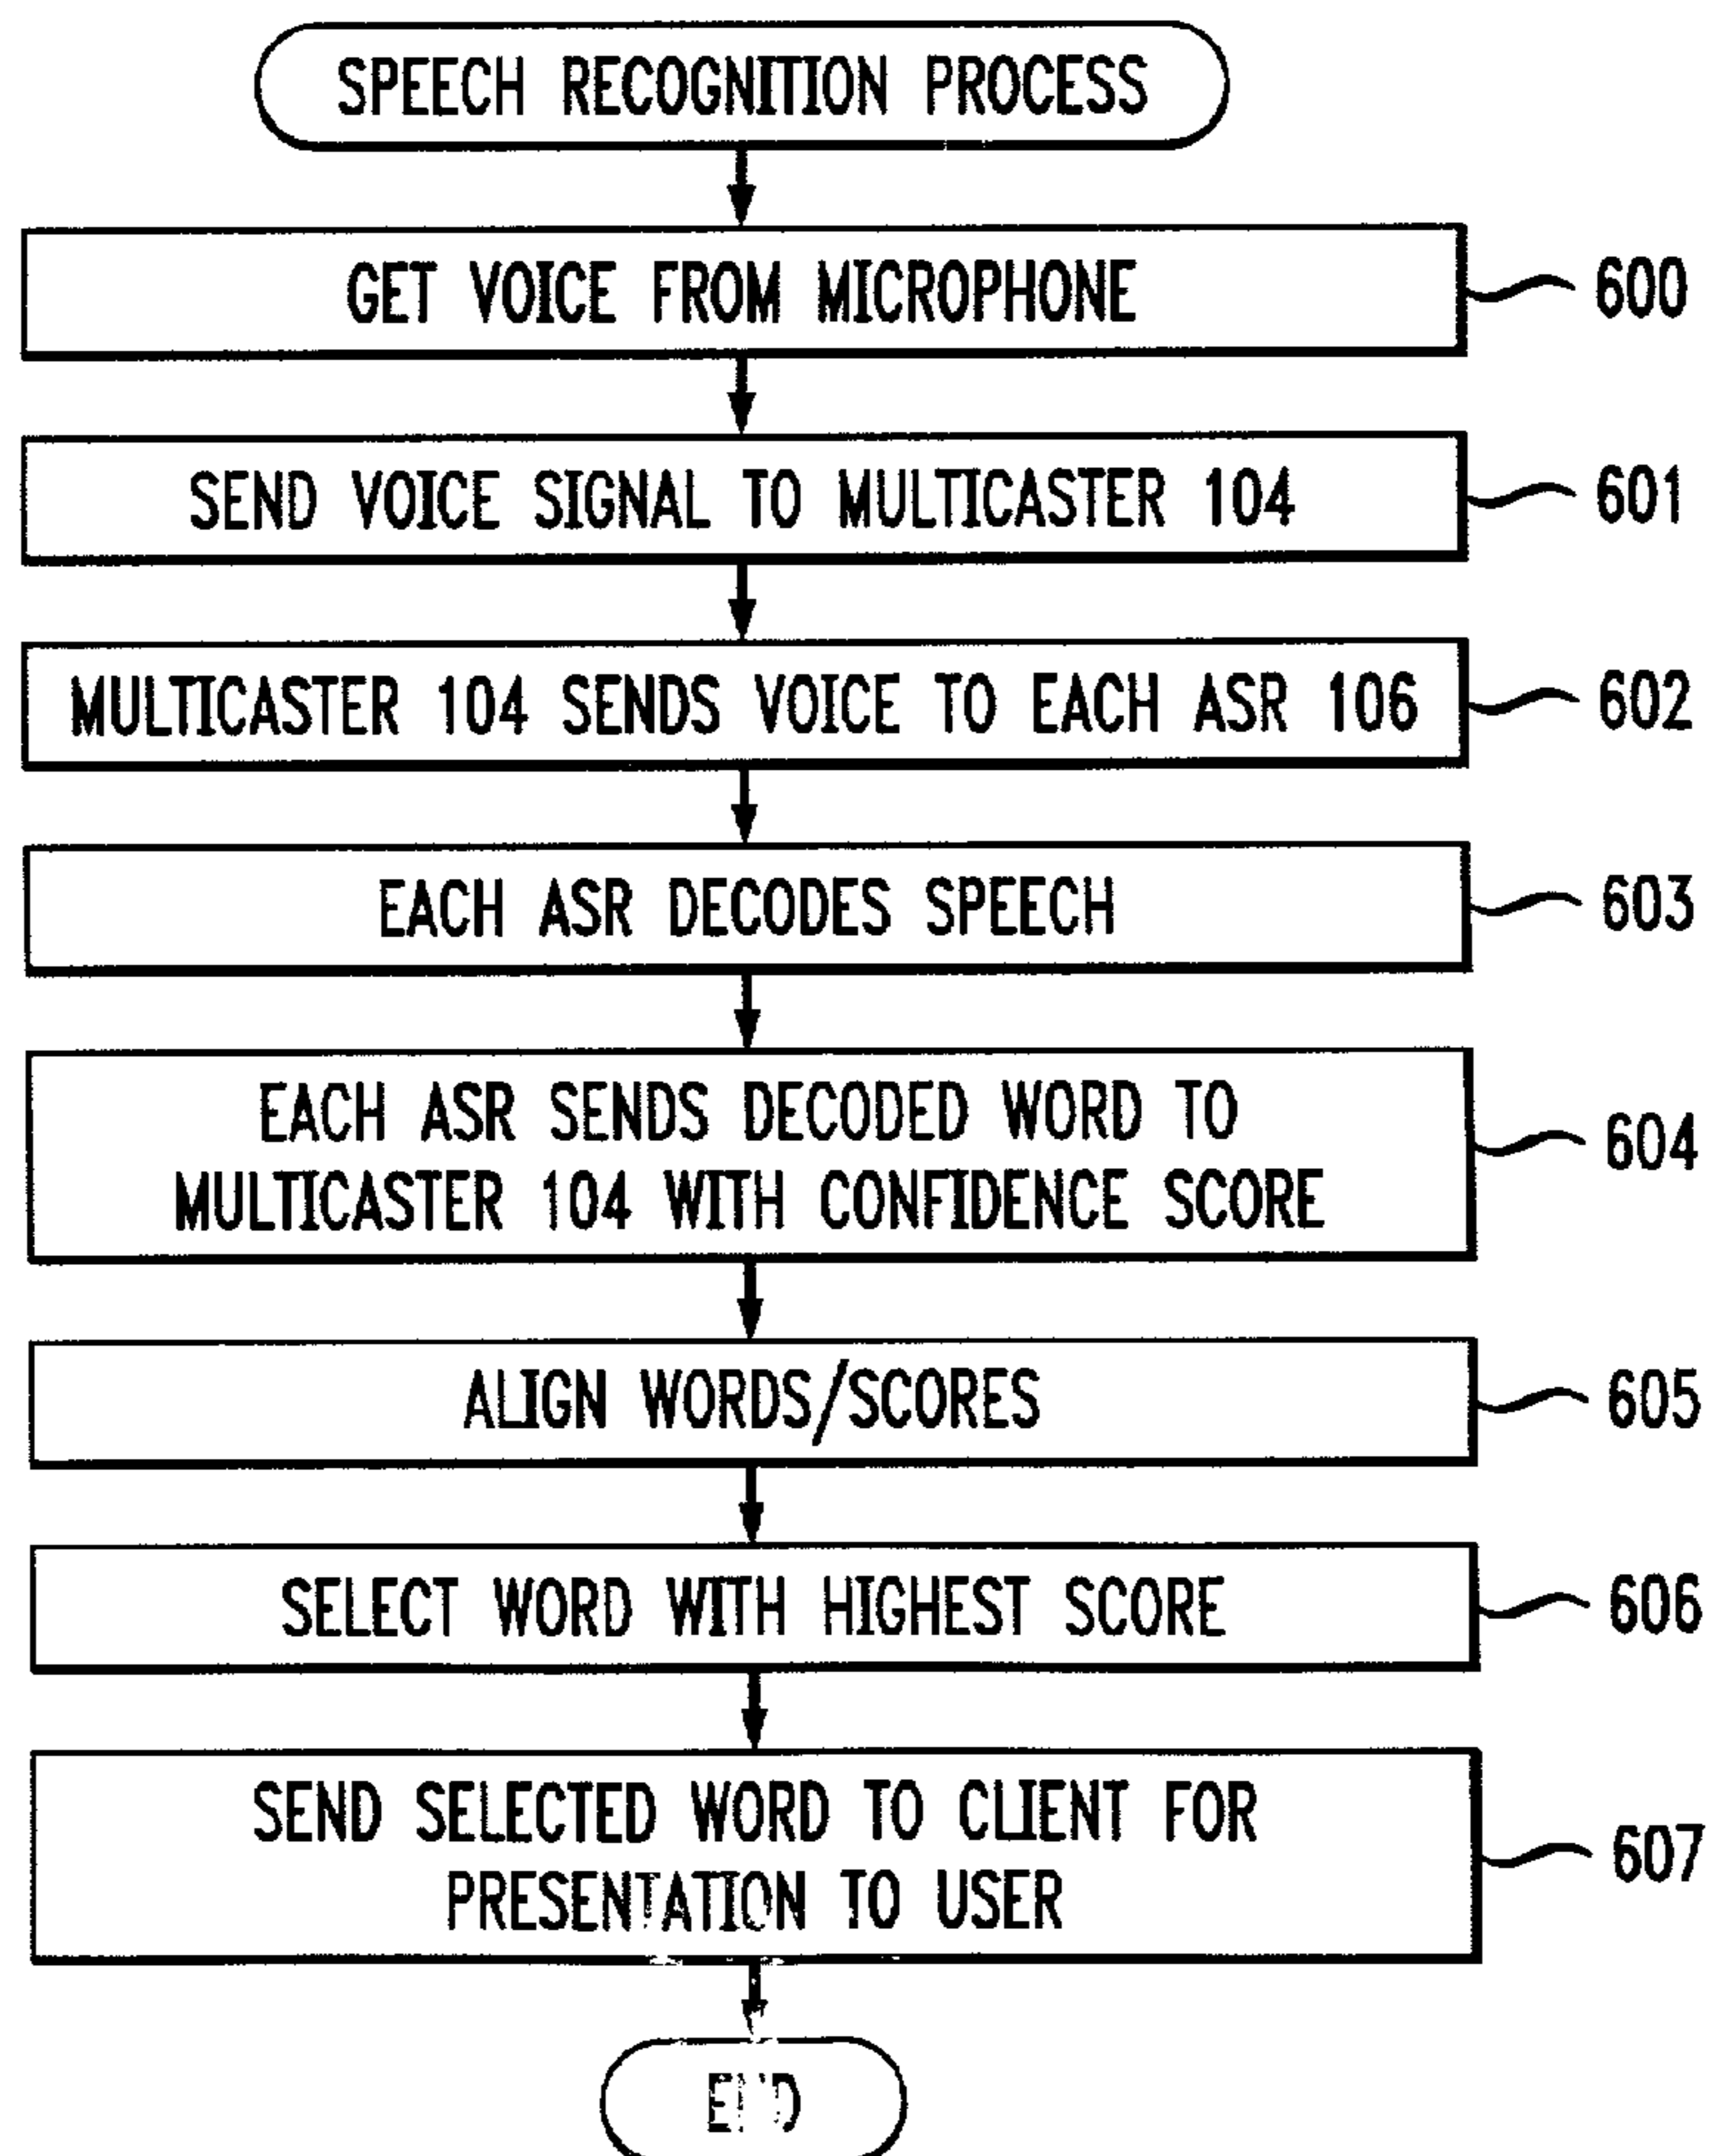 SPEECH RECOGNITION PROCESS
GET VOICE FROM MICROPHONE
600
SEND VOICE SIGNAL TO MULTICASTER 104
601
MULTICASTER 104 SENDS VOICE TO EACH ASR 106
602
EACH ASR DECODES SPEECH
603
EACH ASR SENDS DECODED WORD TO
MULTICASTER 104 WITH CONFIDENCE SCORE
604
ALIGN WORDS/SCORES
605
SELECT WORD WITH HIGHEST SCORE
606
SEND SELECTED WORD TO CLIENT FOR
PRESENTATION TO USER
607
END